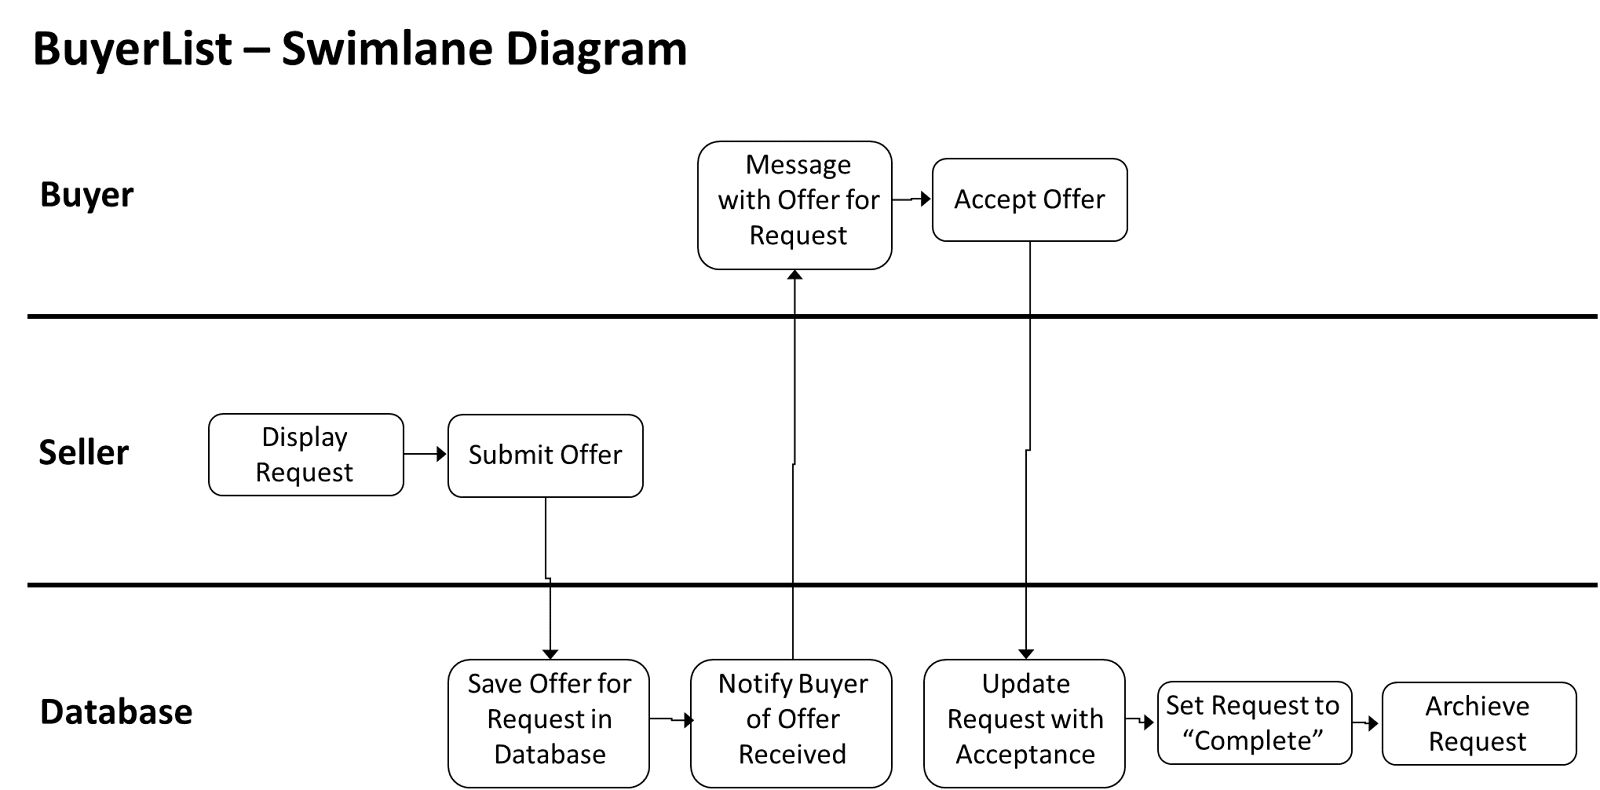 BuyerList – Swimlane Diagram
Buyer
Message
with Offer for
Request
Accept Offer
Seller
Display
Request
Submit Offer
Database
Save Offer for
Request in
Database
Notify Buyer
of Offer
Received
Update
Request with
Acceptance
Set Request to
“Complete”
Archieve
Request